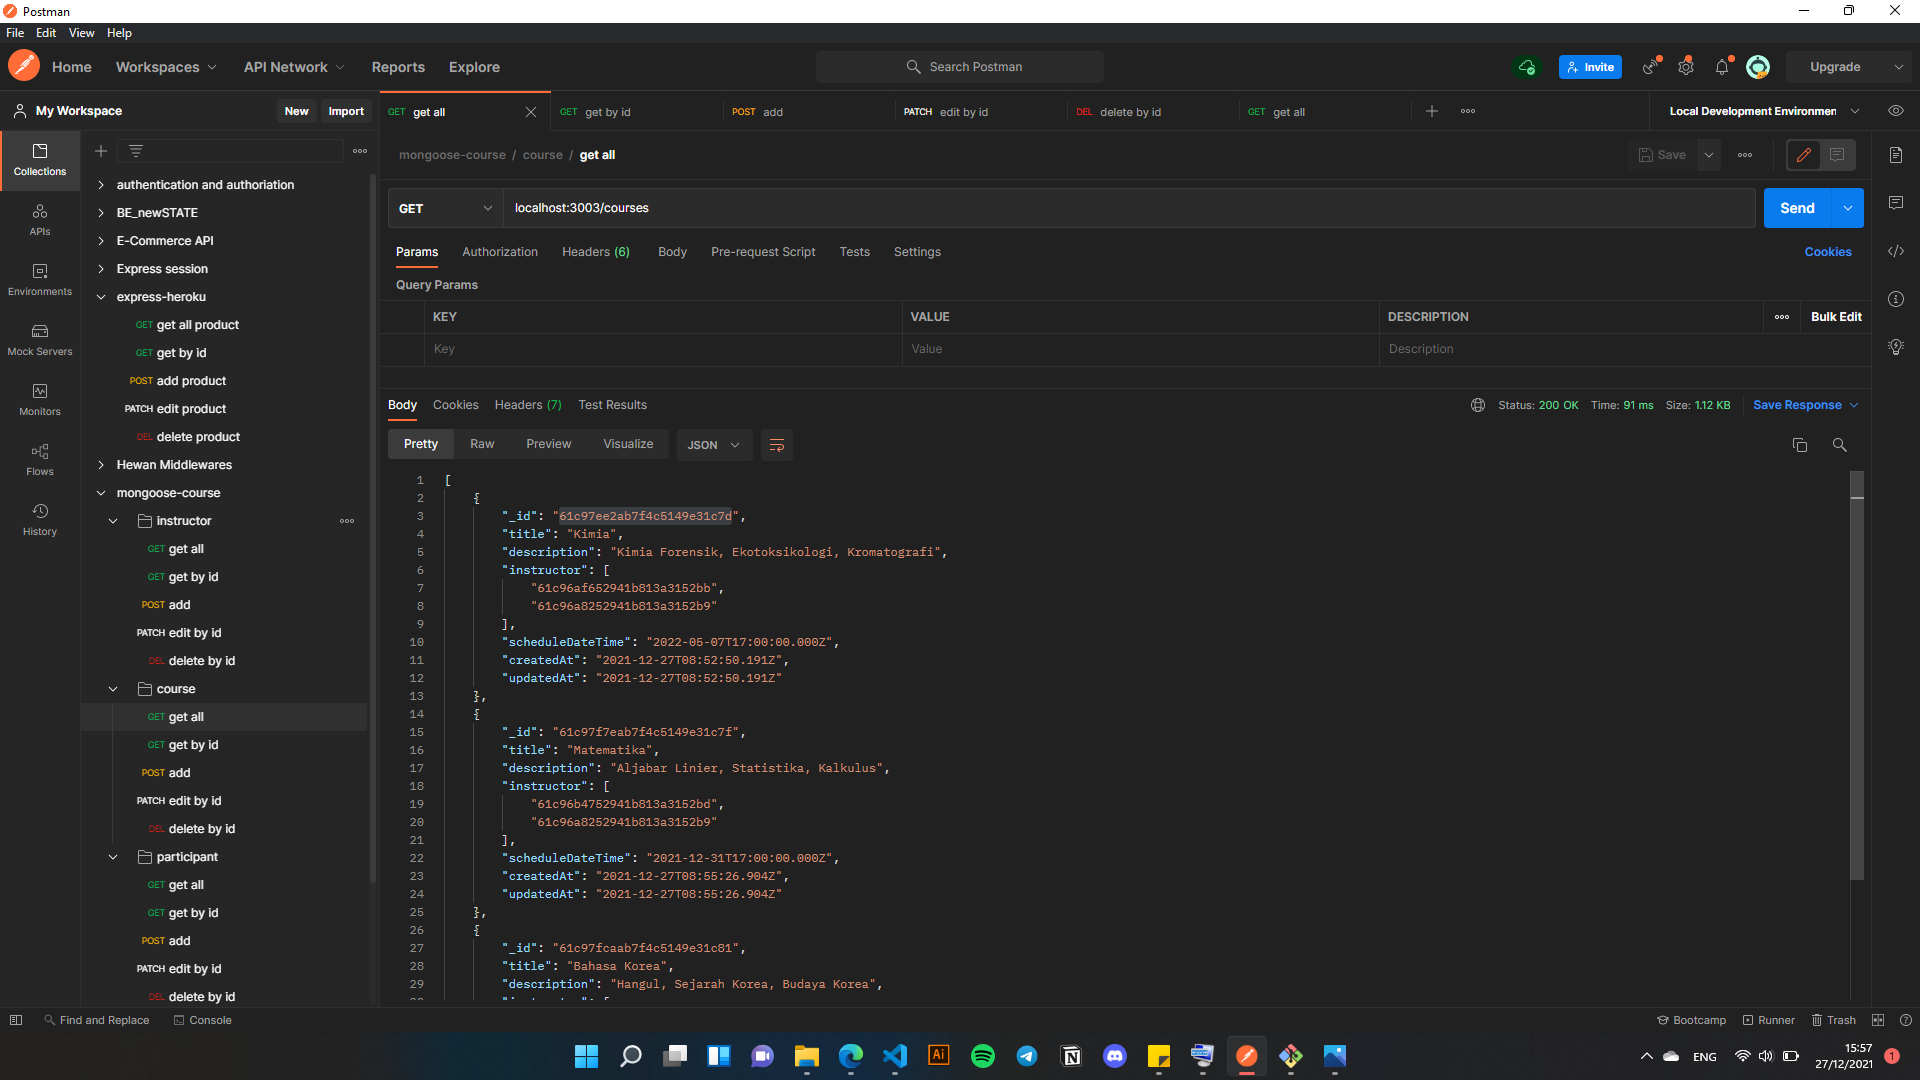 Postman
File Edit View Help
Home Workspaces API Network Reports Explore Search Postman Invite Upgrade
My Workspace New Import GET get all GET get by id POST add PATCH edit by id DEL delete by id GET get all Local Development Environmen
Collections
APIs
Environments
Mock Servers
Monitors
Flows
History
authentication and authoriation
BE_newSTATE
E-Commerce API
Express session
express-heroku
GET get all product
GET get by id
POST add product
PATCH edit product
DEL delete product
Hewan Middlewares
mongoose-course
instructor
GET get all
GET get by id
POST add
PATCH edit by id
DEL delete by id
course
GET get all
GET get by id
POST add
PATCH edit by id
DEL delete by id
participant
GET get all
GET get by id
POST add
PATCH edit by id
DEL delete by id
mongoose-course / course / get all Save
GET localhost:3003/courses Send
Params Authorization Headers (6) Body Pre-request Script Tests Settings Cookies
Query Params
KEY VALUE DESCRIPTION Bulk Edit
Key Value Description
Body Cookies Headers (7) Test Results Status: 200 OK Time: 91 ms Size: 1.12 KB Save Response
Pretty Raw Preview Visualize JSON
1 [
2 {
3 "_id": "61c97ee2ab7f4c5149e31c7d",
4 "title": "Kimia",
5 "description": "Kimia Forensik, Ekotoksikologi, Kromatografi",
6 "instructor": [
7 "61c96af652941b813a3152bb",
8 "61c96a8252941b813a3152b9"
9 ],
10 "scheduleDateTime": "2022-05-07T17:00:00.000Z",
11 "createdAt": "2021-12-27T08:52:50.191Z",
12 "updatedAt": "2021-12-27T08:52:50.191Z"
13 },
14 {
15 "_id": "61c97f7eab7f4c5149e31c7f",
16 "title": "Matematika",
17 "description": "Aljabar Linier, Statistika, Kalkulus",
18 "instructor": [
19 "61c96b4752941b813a3152bd",
20 "61c96a8252941b813a3152b9"
21 ],
22 "scheduleDateTime": "2021-12-31T17:00:00.000Z",
23 "createdAt": "2021-12-27T08:55:26.904Z",
24 "updatedAt": "2021-12-27T08:55:26.904Z"
25 },
26 {
27 "_id": "61c97fcaab7f4c5149e31c81",
28 "title": "Bahasa Korea",
29 "description": "Hangul, Sejarah Korea, Budaya Korea",
Find and Replace Console Bootcamp Runner Trash
Ai N ENG 15:57
27/12/2021 1